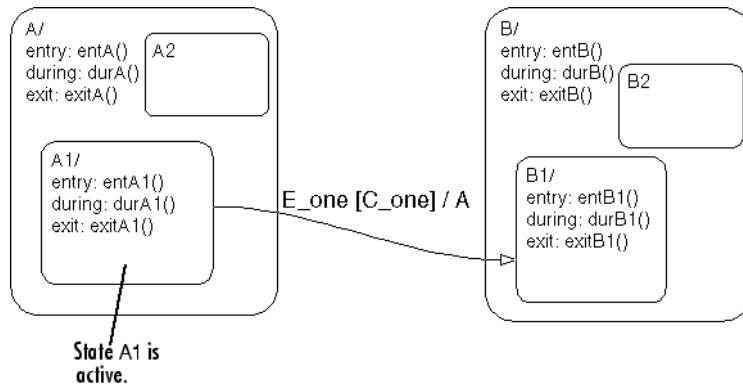 A/
entry: entA()
during: durA()
exit: exitA()
A2
A1/
entry: entA1()
during: durA1()
exit: exitA1()
State A1 is
active.
E_one [C_one] / A
B/
entry: entB()
during: durB()
exit: exitB()
B2
B1/
entry: entB1()
during: durB1()
exit: exitB1()